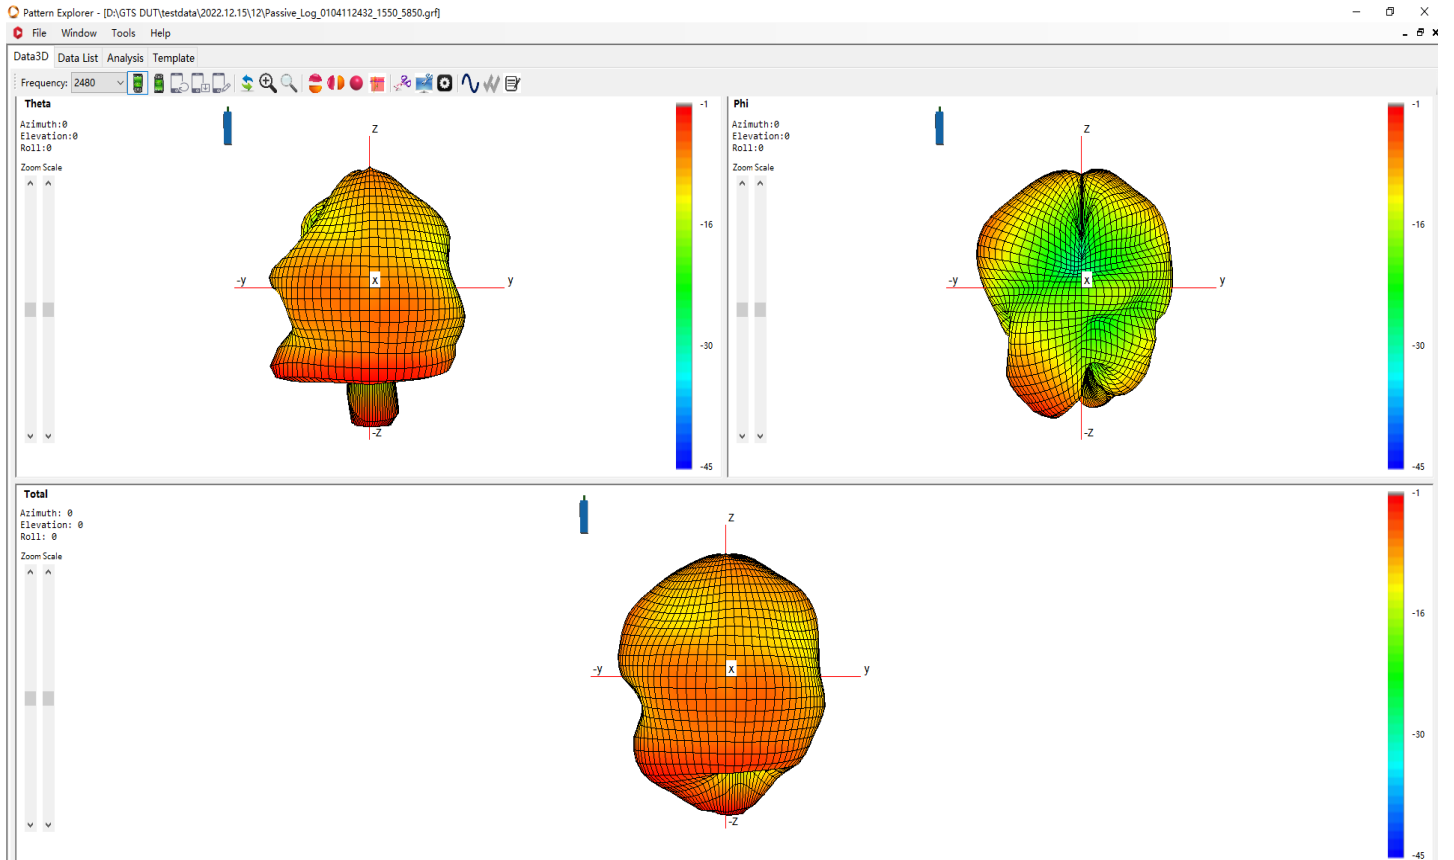 Pattern Explorer - [D:\GTS DUT\testdata\2022.12.15\12\Passive_Log_0104112432_1550_5850.grf]
File Window Tools Help
Data3D Data List Analysis Template
Frequency: 2480
Theta
Azimuth:0
Elevation:0
Roll:0
Zoom Scale
Z
-y
X
y
-Z
-1
-16
-30
-45
Phi
Azimuth:0
Elevation:0
Roll:0
Zoom Scale
Z
-y
X
y
-Z
-1
-16
-30
-45
Total
Azimuth: 0
Elevation: 0
Roll: 0
Zoom Scale
Z
-y
X
y
-Z
-1
-16
-30
-45